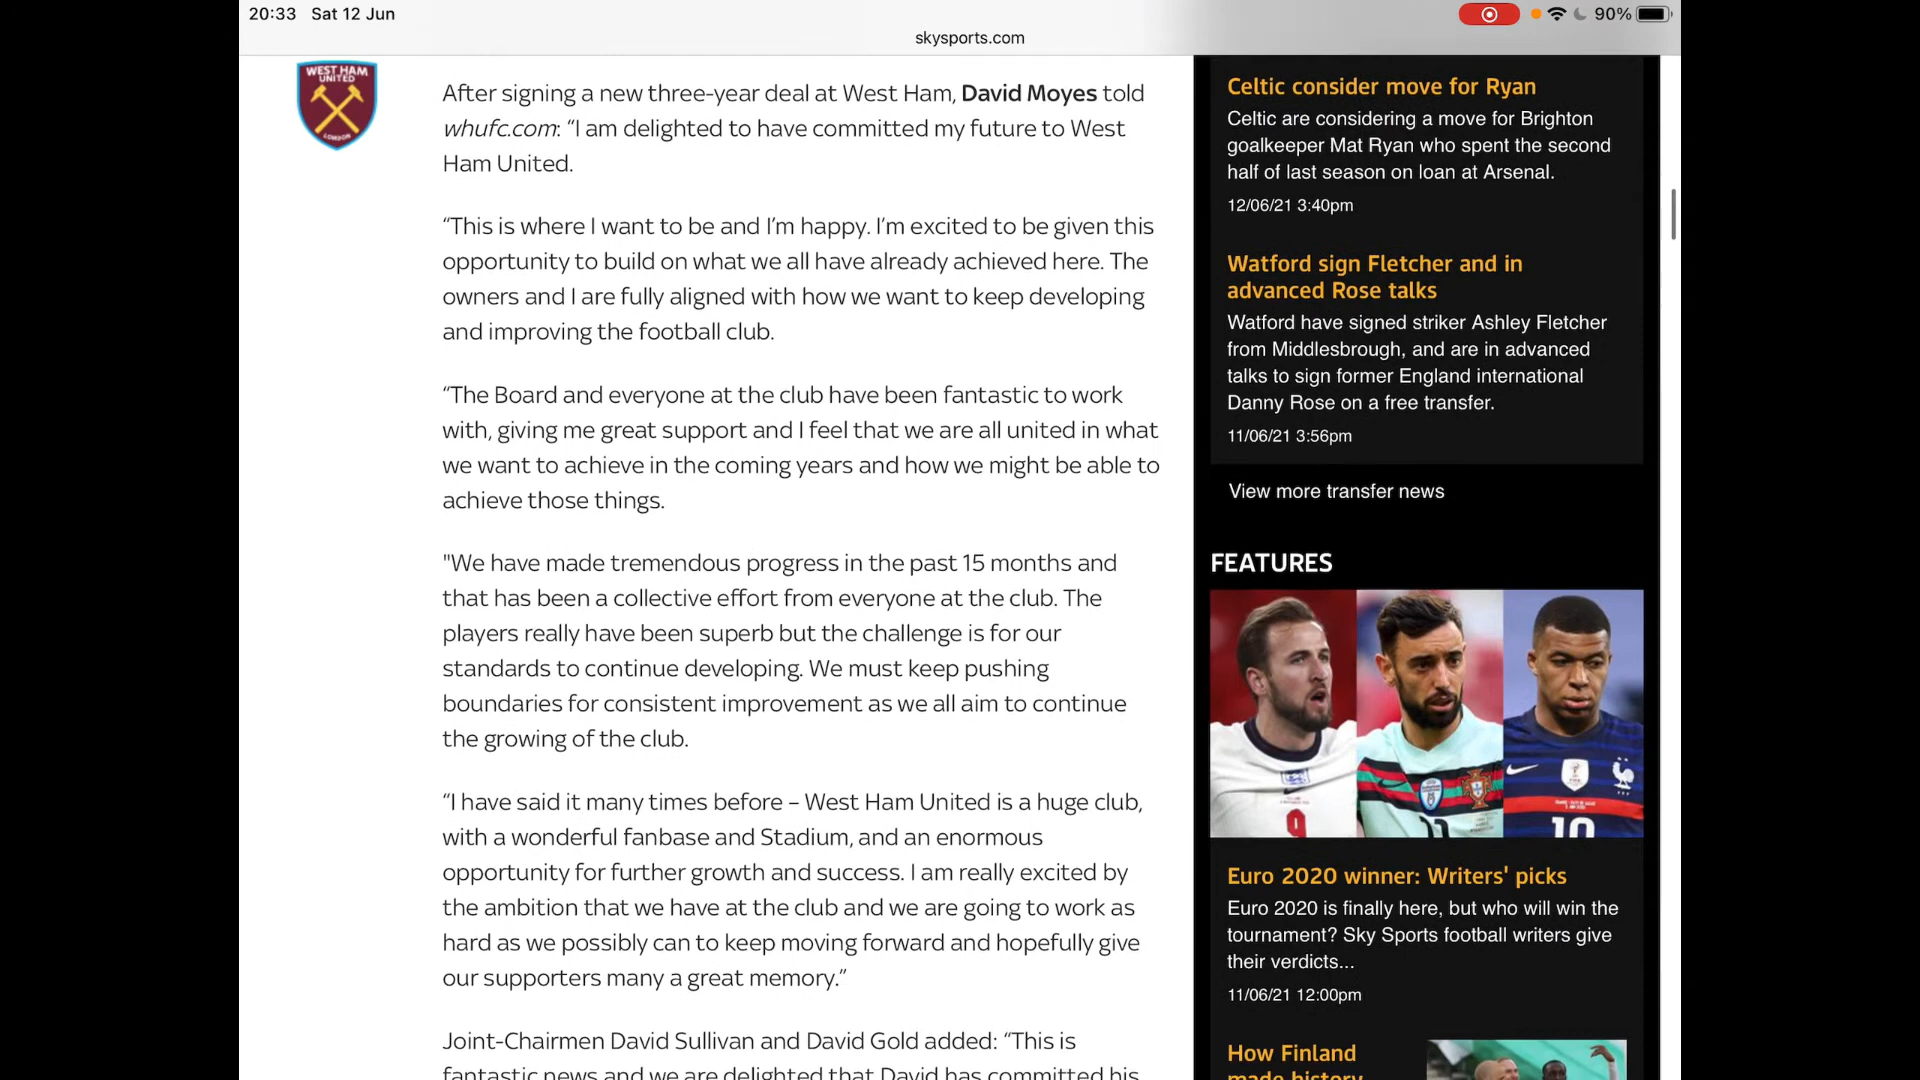 20:33 Sat 12 Jun
90%
skysports.com
WEST HAM
UNITED
LONDON
After signing a new three-year deal at West Ham, David Moyes told
whufc.com: “I am delighted to have committed my future to West
Ham United.
“This is where I want to be and I’m happy. I’m excited to be given this
opportunity to build on what we all have already achieved here. The
owners and I are fully aligned with how we want to keep developing
and improving the football club.
“The Board and everyone at the club have been fantastic to work
with, giving me great support and I feel that we are all united in what
we want to achieve in the coming years and how we might be able to
achieve those things.
"We have made tremendous progress in the past 15 months and
that has been a collective effort from everyone at the club. The
players really have been superb but the challenge is for our
standards to continue developing. We must keep pushing
boundaries for consistent improvement as we all aim to continue
the growing of the club.
“I have said it many times before – West Ham United is a huge club,
with a wonderful fanbase and Stadium, and an enormous
opportunity for further growth and success. I am really excited by
the ambition that we have at the club and we are going to work as
hard as we possibly can to keep moving forward and hopefully give
our supporters many a great memory.”
Joint-Chairmen David Sullivan and David Gold added: “This is
fantastic news and we are delighted that David has committed his
Celtic consider move for Ryan
Celtic are considering a move for Brighton
goalkeeper Mat Ryan who spent the second
half of last season on loan at Arsenal.
12/06/21 3:40pm
Watford sign Fletcher and in
advanced Rose talks
Watford have signed striker Ashley Fletcher
from Middlesbrough, and are in advanced
talks to sign former England international
Danny Rose on a free transfer.
11/06/21 3:56pm
View more transfer news
FEATURES
9
11
10
Euro 2020 winner: Writers' picks
Euro 2020 is finally here, but who will win the
tournament? Sky Sports football writers give
their verdicts...
11/06/21 12:00pm
How Finland
made history